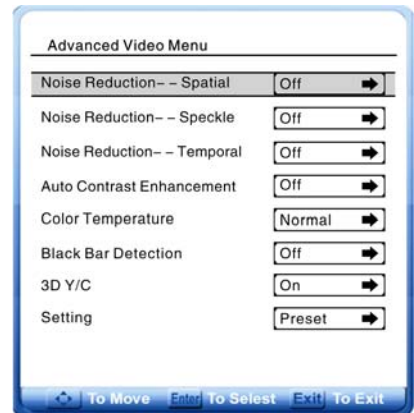 Advanced Video Menu
Noise Reduction– – Spatial Off
Noise Reduction– – Speckle Off
Noise Reduction– – Temporal Off
Auto Contrast Enhancement Off
Color Temperature Normal
Black Bar Detection Off
3D Y/C On
Setting Preset
To Move Enter To Selest Exit To Exit